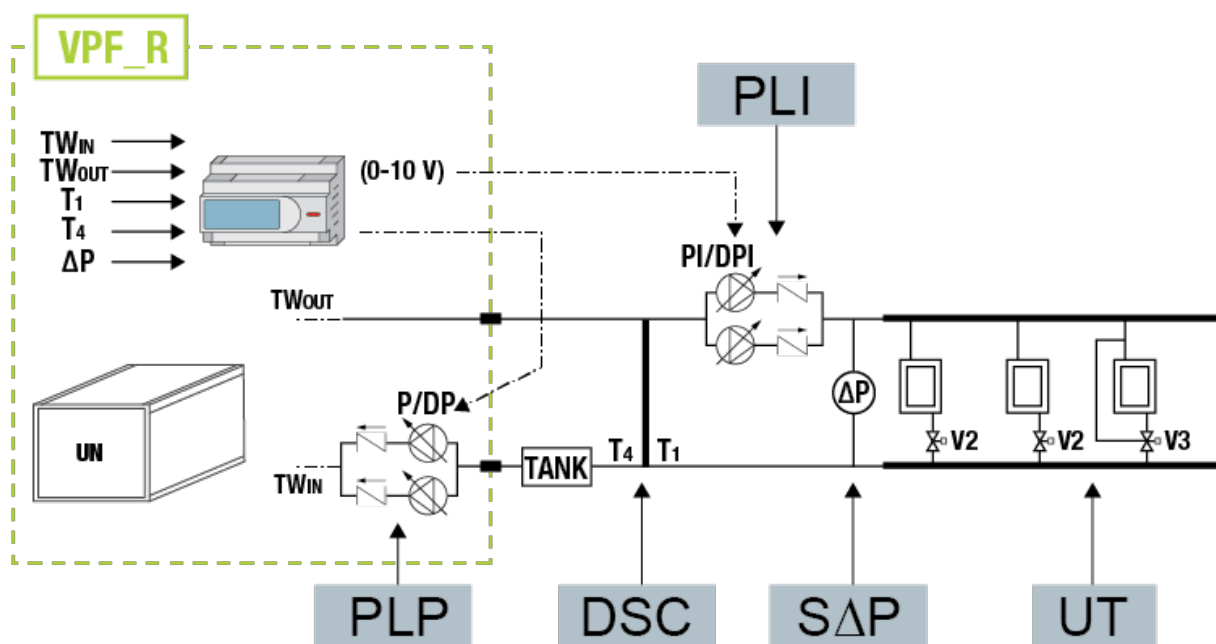 VPF_R
PLI
TWIN
TWOUT
(0-10 V)
T1
T4
ΔP
PI/DPI
TWOUT
P/DP
ΔP
UN
TWIN
TANK
T4
T1
V2
V2
V3
PLP
DSC
SΔP
UT